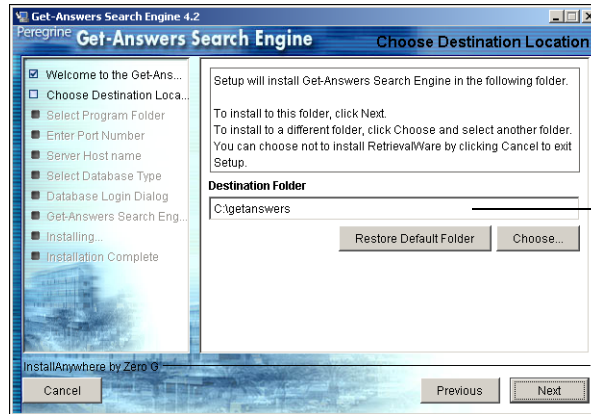 Get-Answers Search Engine 4.2
Peregrine Get-Answers Search Engine
Choose Destination Location
Welcome to the Get-Ans...
Choose Destination Loca...
Select Program Folder
Enter Port Number
Server Host name
Select Database Type
Database Login Dialog
Get-Answers Search Eng...
Installing...
Installation Complete
Setup will install Get-Answers Search Engine in the following folder.
To install to this folder, click Next.
To install to a different folder, click Choose and select another folder.
You can choose not to install RetrievalWare by clicking Cancel to exit
Setup.
Destination Folder
C:\getanswers
Restore Default Folder
Choose...
InstallAnywhere by Zero G
Cancel
Previous
Next